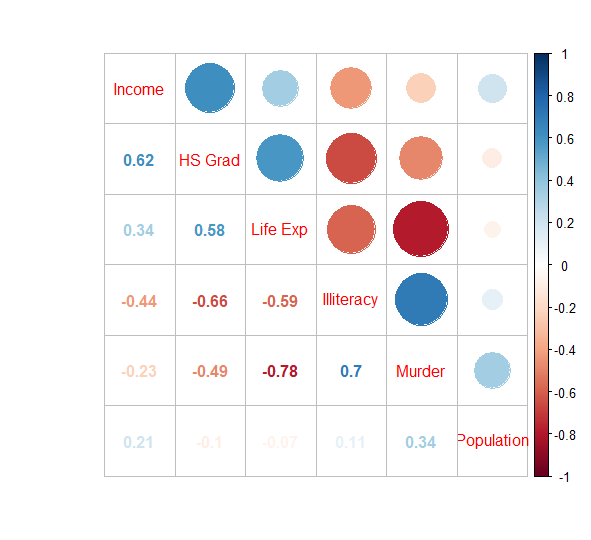 Income
0.62 HS Grad
0.34 0.58 Life Exp
-0.44 -0.66 -0.59 Illiteracy
-0.23 -0.49 -0.78 0.7 Murder
0.21 -0.1 -0.07 0.11 0.34 Population
1
0.8
0.6
0.4
0.2
0
-0.2
-0.4
-0.6
-0.8
-1